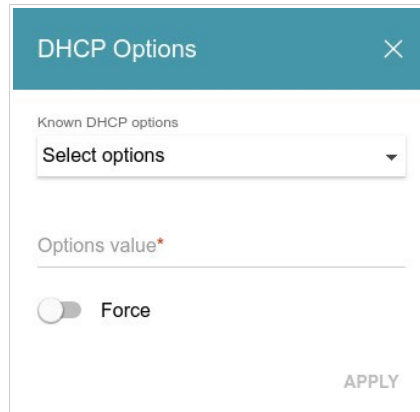 DHCP Options
Known DHCP options
Select options
Options value*
Force
APPLY